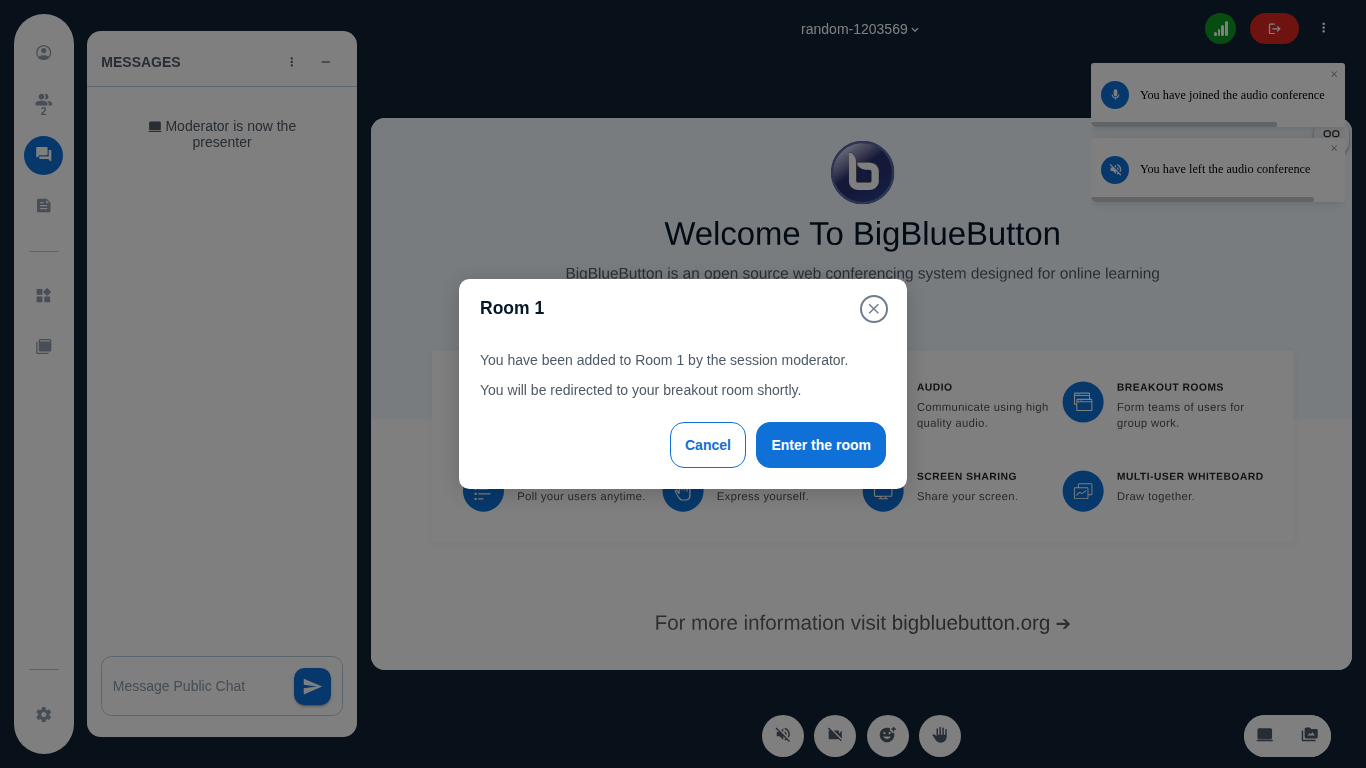 random-1203569
MESSAGES
2
Moderator is now the
presenter
You have joined the audio conference
You have left the audio conference
Welcome To BigBlueButton
BigBlueButton is an open source web conferencing system designed for online learning
Room 1
You have been added to Room 1 by the session moderator.
You will be redirected to your breakout room shortly.
Cancel
Enter the room
AUDIO
Communicate using high
quality audio.
BREAKOUT ROOMS
Form teams of users for
group work.
Poll your users anytime.
Express yourself.
SCREEN SHARING
Share your screen.
MULTI-USER WHITEBOARD
Draw together.
For more information visit bigbluebutton.org →
Message Public Chat